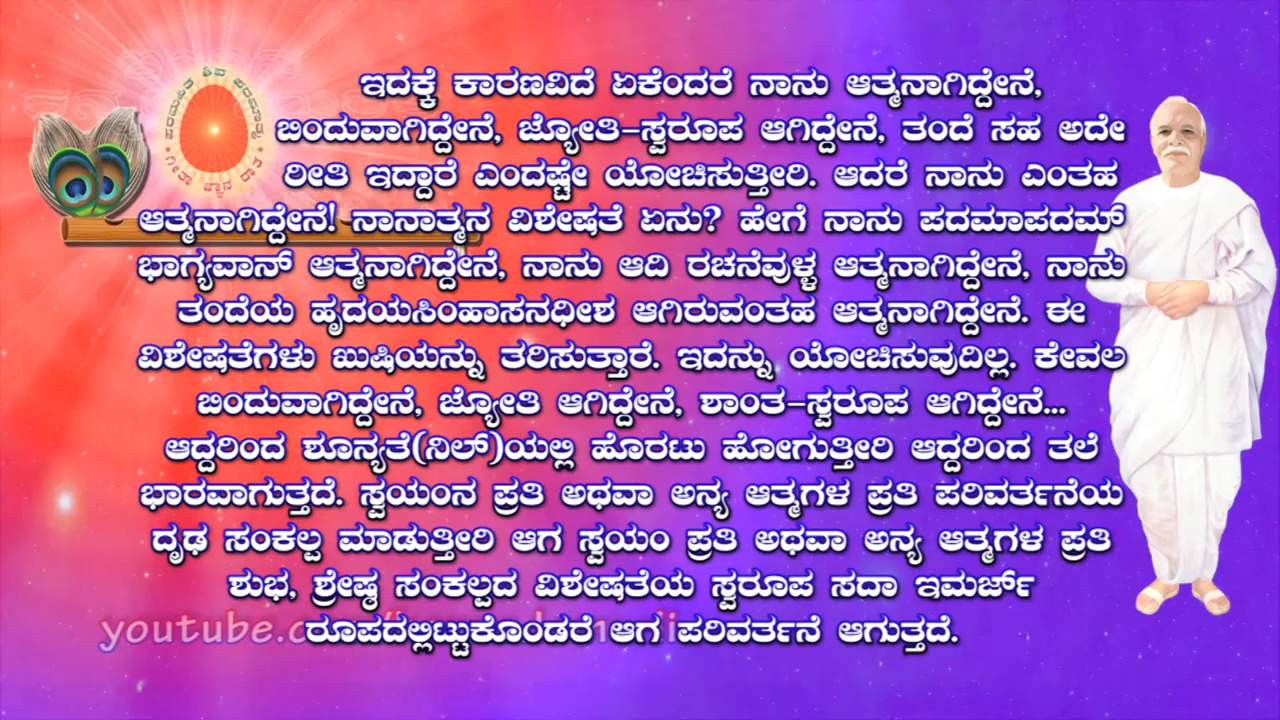 ಇದಕ್ಕೆ ಕಾರಣವಿದೆ ಏಕೆಂದರೆ ನಾನು ಆತ್ಮನಾಗಿದ್ದೇನೆ,
ಬಿಂದುವಾಗಿದ್ದೇನೆ, ಜ್ಯೋತಿ-ಸ್ವರೂಪ ಆಗಿದ್ದೇನೆ, ತಂದೆ ಸಹ ಅದೇ
ರೀತಿ ಇದ್ದಾರೆ ಎಂದಷ್ಟೇ ಯೋಚಿಸುತ್ತೀರಿ. ಆದರೆ ನಾನು ಎಂತಹ
ಆತ್ಮನಾಗಿದ್ದೇನೆ! ನಾನಾತ್ಮನ ವಿಶೇಷತೆ ಏನು? ಹೇಗೆ ನಾನು ಪದಮಾಪದಮ್
ಭಾಗ್ಯವಾನ್ ಆತ್ಮನಾಗಿದ್ದೇನೆ, ನಾನು ಆದಿ ರಚನೆವುಳ್ಳ ಆತ್ಮನಾಗಿದ್ದೇನೆ, ನಾನು
ತಂದೆಯ ಹೃದಯಸಿಂಹಾಸನಧೀಶ ಆಗಿರುವಂತಹ ಆತ್ಮನಾಗಿದ್ದೇನೆ. ಈ
ವಿಶೇಷತೆಗಳು ಖುಷಿಯನ್ನು ತರಿಸುತ್ತಾರೆ. ಇದನ್ನು ಯೋಚಿಸುವುದಿಲ್ಲ. ಕೇವಲ
ಬಿಂದುವಾಗಿದ್ದೇನೆ, ಜ್ಯೋತಿ ಆಗಿದ್ದೇನೆ, ಶಾಂತ-ಸ್ವರೂಪ ಆಗಿದ್ದೇನೆ...
ಆದ್ದರಿಂದ ಶೂನ್ಯತೆ(ನಿಲ್)ಯಲ್ಲಿ ಹೊರಟು ಹೋಗುತ್ತೀರಿ ಆದ್ದರಿಂದ ತಲೆ
ಭಾರವಾಗುತ್ತದೆ. ಸ್ವಯಂನ ಪ್ರತಿ ಅಥವಾ ಅನ್ಯ ಆತ್ಮಗಳ ಪ್ರತಿ ಪರಿವರ್ತನೆಯ
ದೃಢ ಸಂಕಲ್ಪ ಮಾಡುತ್ತೀರಿ ಆಗ ಸ್ವಯಂ ಪ್ರತಿ ಅಥವಾ ಅನ್ಯ ಆತ್ಮಗಳ ಪ್ರತಿ
ಶುಭ, ಶ್ರೇಷ್ಠ ಸಂಕಲ್ಪದ ವಿಶೇಷತೆಯ ಸ್ವರೂಪ ಸದಾ ಇಮರ್ಜ್
ರೂಪದಲ್ಲಿಟ್ಟುಕೊಂಡರೆ ಆಗ ಪರಿವರ್ತನೆ ಆಗುತ್ತದೆ.